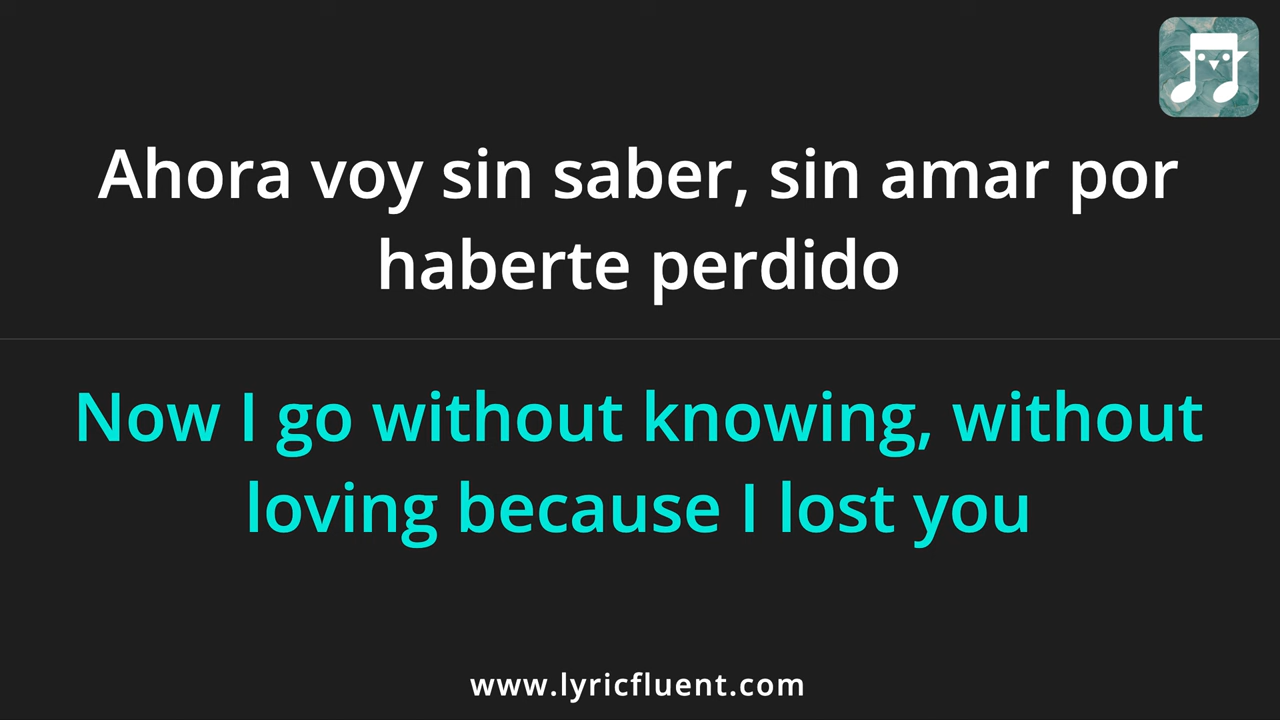 Ahora voy sin saber, sin amar por
haberte perdido
Now I go without knowing, without
loving because I lost you
www.lyricfluent.com